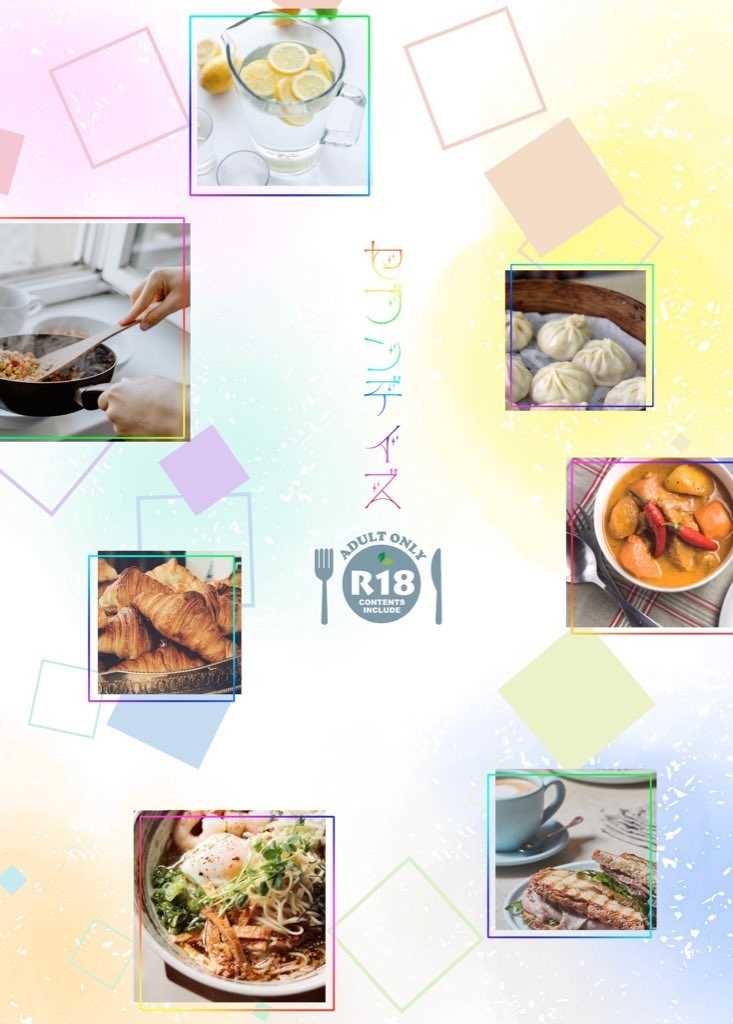 セブンデイズ
ADULT ONLY
R18
CONTENTS
INCLUDE